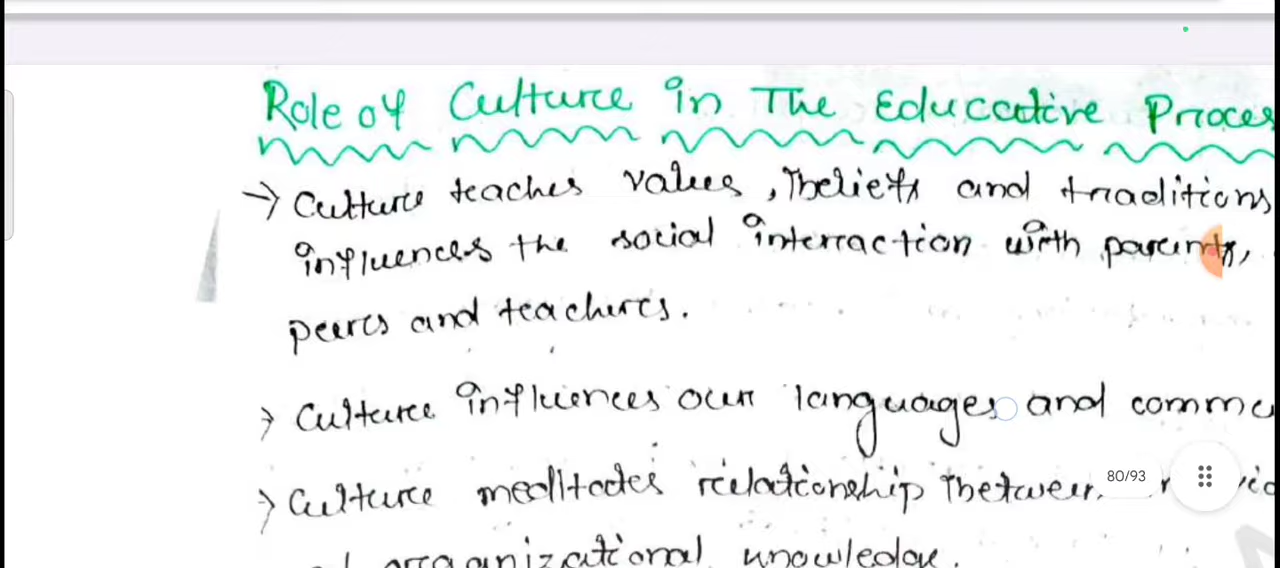 Role of Culture in The Educative Proces
→ Culture teaches values, beliefs and traditions
influences the social interaction with parents,
peers and teachers.
→ Culture influences our languages and commu
→ Culture meditates relationship between
organizational knowledge.
80/93